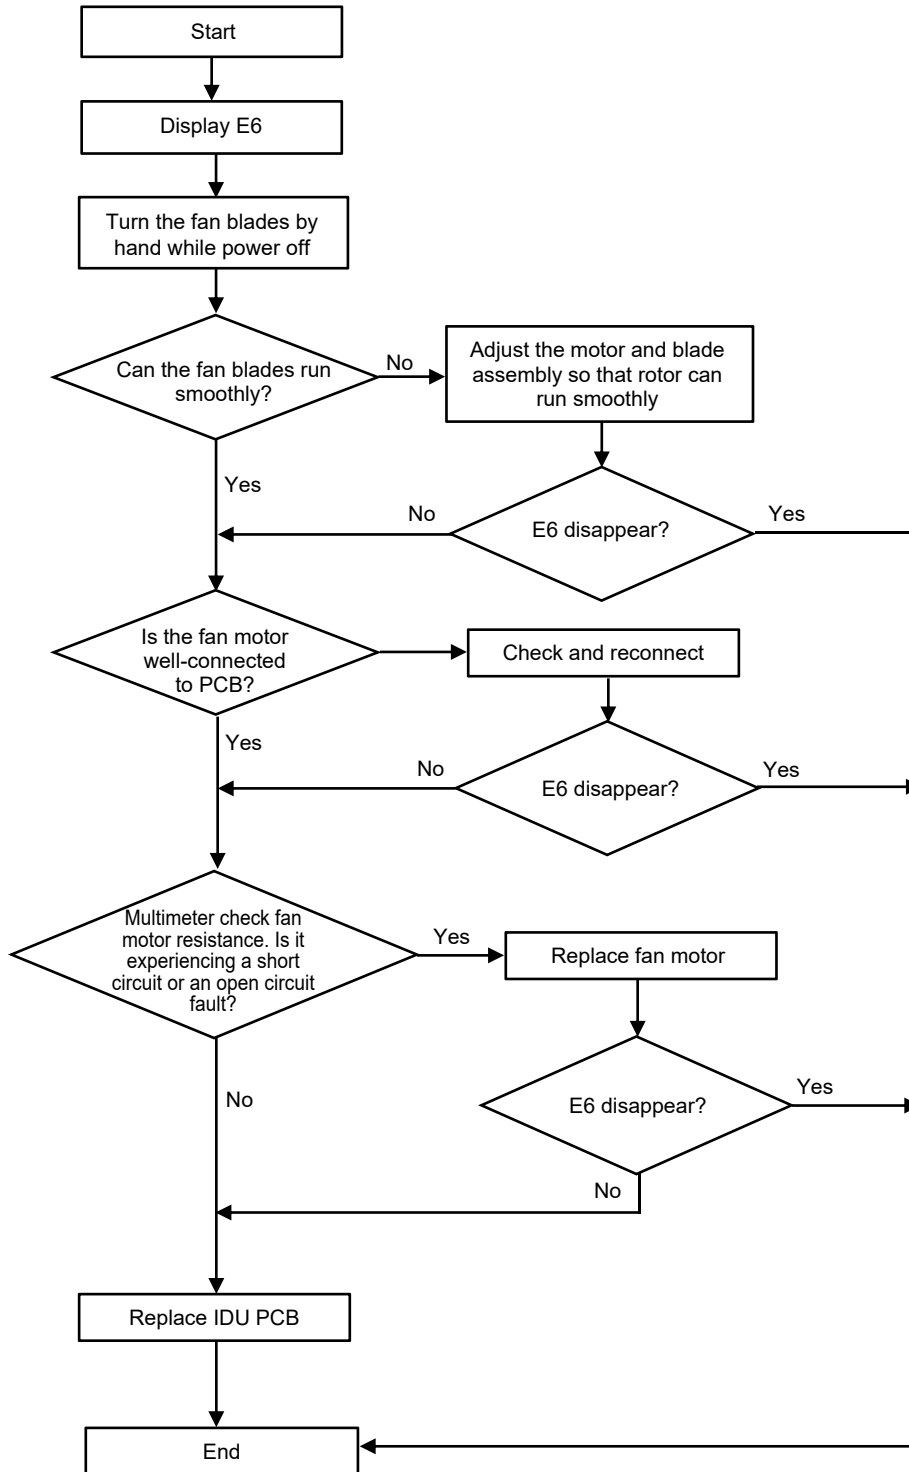 Start
Display E6
Turn the fan blades by
hand while power off
Can the fan blades run
smoothly?
No
Adjust the motor and blade
assembly so that rotor can
run smoothly
Yes
No
E6 disappear?
Yes
Is the fan motor
well-connected
to PCB?
Check and reconnect
Yes
No
E6 disappear?
Yes
Multimeter check fan
motor resistance. Is it
experiencing a short
circuit or an open circuit
fault?
Yes
Replace fan motor
No
E6 disappear?
Yes
No
Replace IDU PCB
End